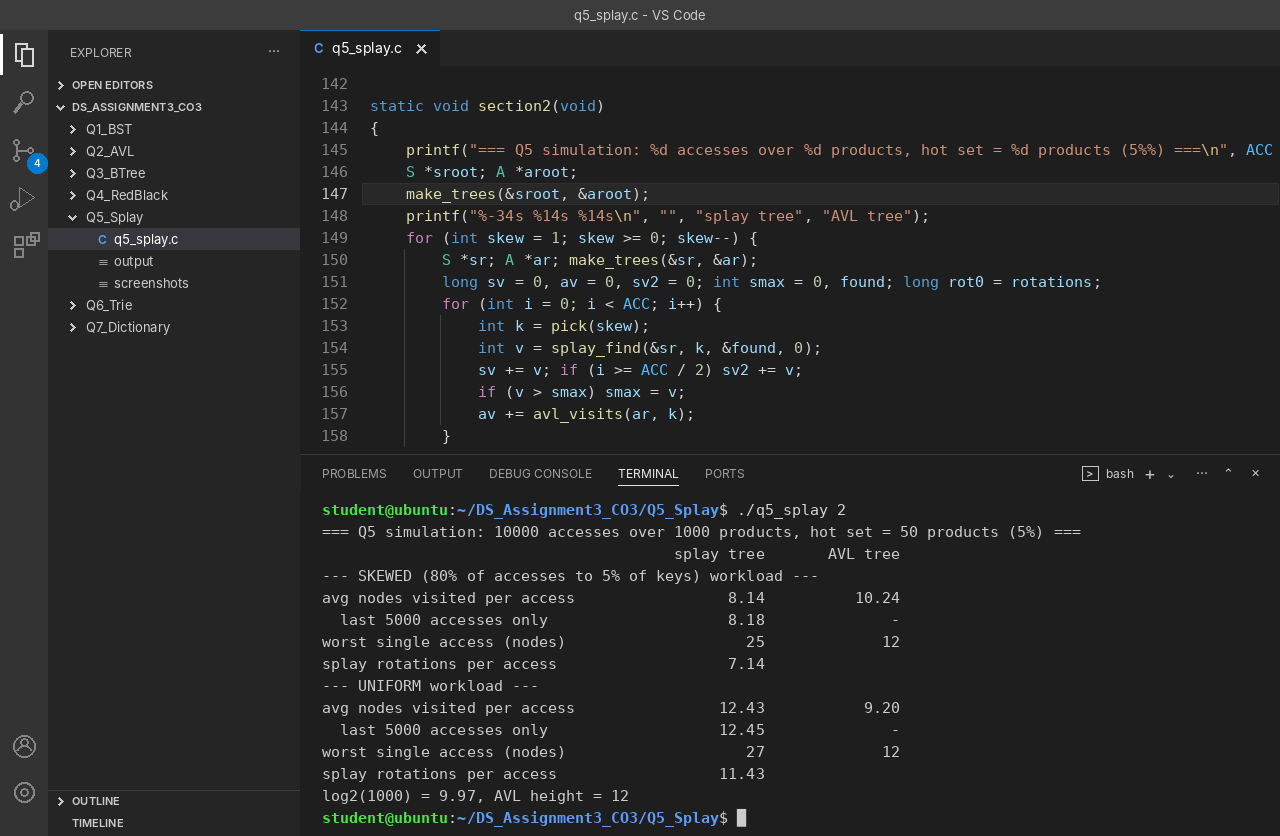 q5_splay.c - VS Code
EXPLORER
OPEN EDITORS
DS_ASSIGNMENT3_CO3
Q1_BST
Q2_AVL
Q3_BTree
Q4_RedBlack
Q5_Splay
C q5_splay.c
output
screenshots
Q6_Trie
Q7_Dictionary
OUTLINE
TIMELINE
4
C q5_splay.c
142
143 static void section2(void)
144 {
145     printf("=== Q5 simulation: %d accesses over %d products, hot set = %d products (5%%) ===\n", ACC
146     S *sroot; A *aroot;
147     make_trees(&sroot, &aroot);
148     printf("%-34s %14s %14s\n", "", "splay tree", "AVL tree");
149     for (int skew = 1; skew >= 0; skew--) {
150         S *sr; A *ar; make_trees(&sr, &ar);
151         long sv = 0, av = 0, sv2 = 0; int smax = 0, found; long rot0 = rotations;
152         for (int i = 0; i < ACC; i++) {
153             int k = pick(skew);
154             int v = splay_find(&sr, k, &found, 0);
155             sv += v; if (i >= ACC / 2) sv2 += v;
156             if (v > smax) smax = v;
157             av += avl_visits(ar, k);
158         }
PROBLEMS OUTPUT DEBUG CONSOLE TERMINAL PORTS bash
student@ubuntu:~/DS_Assignment3_CO3/Q5_Splay$ ./q5_splay 2
=== Q5 simulation: 10000 accesses over 1000 products, hot set = 50 products (5%) ===
                                       splay tree       AVL tree
--- SKEWED (80% of accesses to 5% of keys) workload ---
avg nodes visited per access                 8.14          10.24
  last 5000 accesses only                    8.18              -
worst single access (nodes)                    25             12
splay rotations per access                   7.14
--- UNIFORM workload ---
avg nodes visited per access                12.43           9.20
  last 5000 accesses only                   12.45              -
worst single access (nodes)                    27             12
splay rotations per access                  11.43
log2(1000) = 9.97, AVL height = 12
student@ubuntu:~/DS_Assignment3_CO3/Q5_Splay$